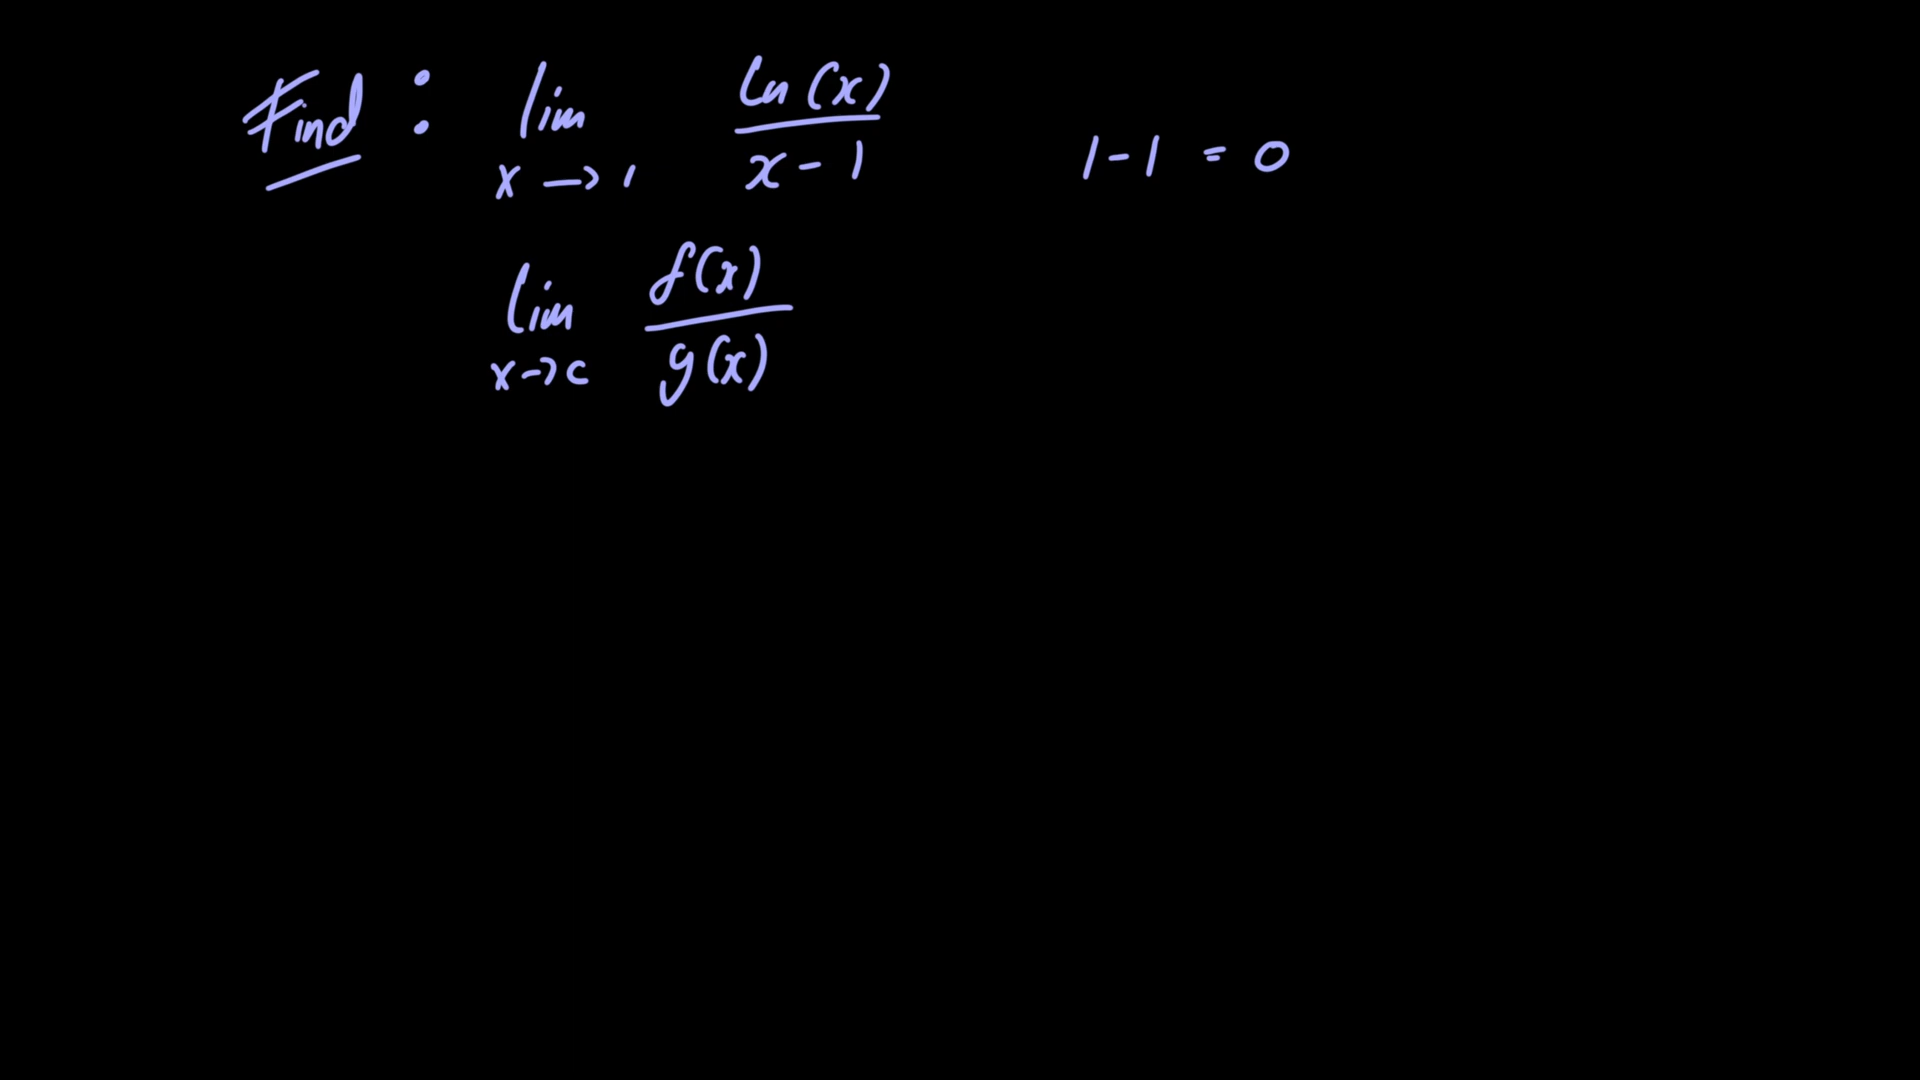 Find : lim x → 1 ln(x) / x - 1
1 - 1 = 0
lim x → c f(x) / g(x)